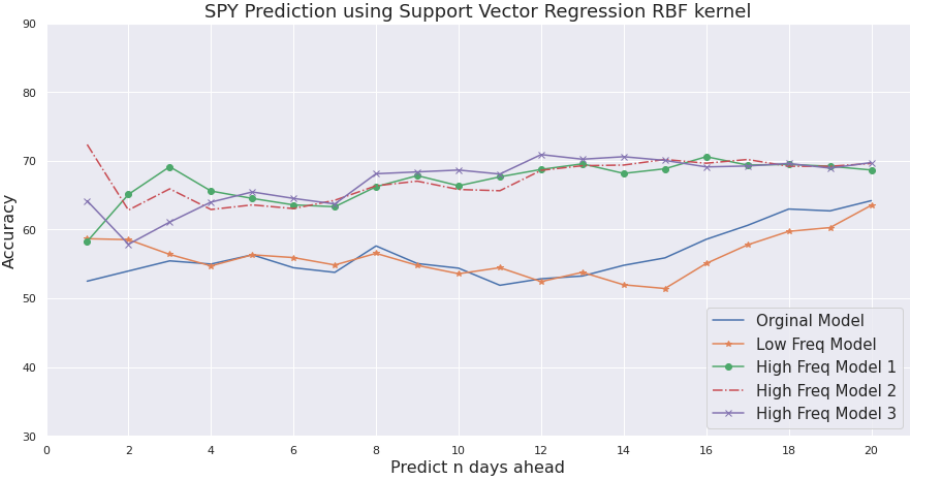 SPY Prediction using Support Vector Regression RBF kernel
90
80
70
60
50
40
30
Accuracy
0 2 4 6 8 10 12 14 16 18 20
Predict n days ahead
Orginal Model
Low Freq Model
High Freq Model 1
High Freq Model 2
High Freq Model 3